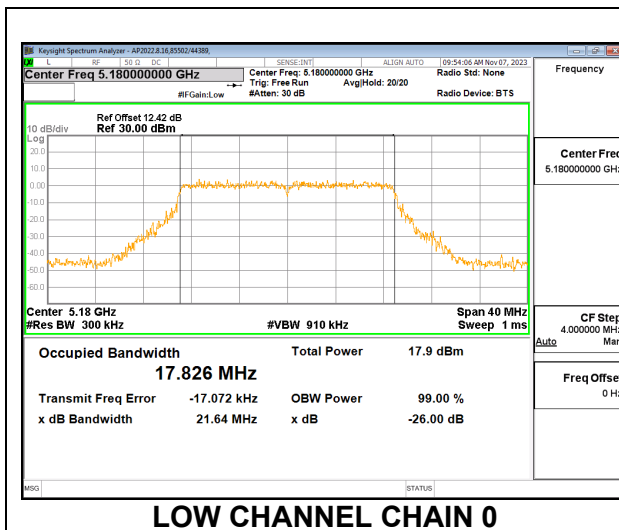 Keysight Spectrum Analyzer - AP2022.8.16,85502/44389,
L RF 50 Ω DC SENSE:INT ALIGN AUTO 09:54:06 AM Nov 07, 2023
Center Freq 5.180000000 GHz
Center Freq: 5.180000000 GHz
Radio Std: None
Trig: Free Run Avg|Hold: 20/20
#IFGain:Low
#Atten: 30 dB
Radio Device: BTS
Frequency
Ref Offset 12.42 dB
10 dB/div Ref 30.00 dBm
Log
20.0
10.0
0.00
-10.0
-20.0
-30.0
-40.0
-50.0
-60.0
Center Freq
5.180000000 GHz
Center 5.18 GHz Span 40 MHz
#Res BW 300 kHz #VBW 910 kHz Sweep 1 ms
CF Step
4.000000 MHz
Auto Man
Occupied Bandwidth Total Power 17.9 dBm
17.826 MHz
Transmit Freq Error -17.072 kHz OBW Power 99.00 %
x dB Bandwidth 21.64 MHz x dB -26.00 dB
Freq Offset
0 Hz
MSG STATUS
LOW CHANNEL CHAIN 0